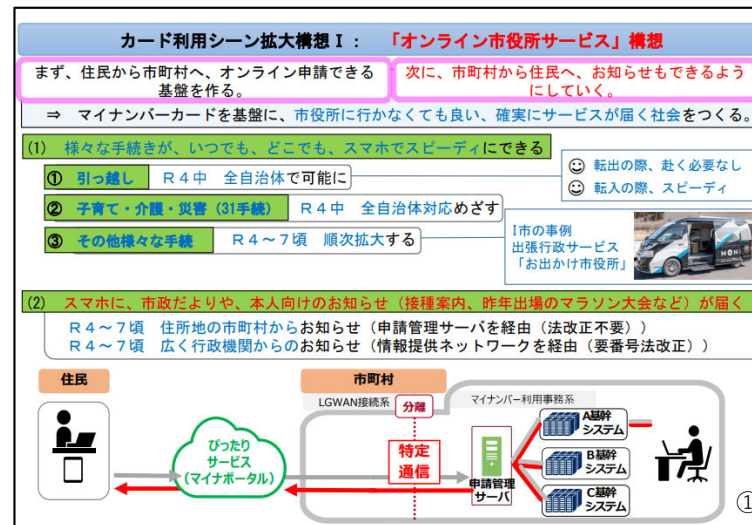 カード利用シーン拡大構想Ⅰ： 「オンライン市役所サービス」構想
まず、住民から市町村へ、オンライン申請できる
基盤を作る。
次に、市町村から住民へ、お知らせもできるよう
にしていく。
⇒ マイナンバーカードを基盤に、市役所に行かなくても良い、確実にサービスが届く社会をつくる。
(1) 様々な手続きが、いつでも、どこでも、スマホでスピーディにできる
① 引っ越し Ｒ４中 全自治体で可能に
☺ 転出の際、赴く必要なし
☺ 転入の際、スピーディ
② 子育て・介護・災害（31手続） Ｒ４中 全自治体対応めざす
③ その他様々な手続 Ｒ４～７頃 順次拡大する
I市の事例
出張行政サービス
「お出かけ市役所」
MONET
(2) スマホに、市政だよりや、本人向けのお知らせ（接種案内、昨年出場のマラソン大会など）が届く
Ｒ４～７頃 住所地の市町村からお知らせ（申請管理サーバを経由（法改正不要））
Ｒ４～７頃 広く行政機関からのお知らせ（情報提供ネットワークを経由（要番号法改正））
住民
市町村
LGWAN接続系
分離
マイナンバー利用事務系
ぴったり
サービス
（マイナポータル）
特定
通信
申請管理
サーバ
A基幹
システム
B基幹
システム
C基幹
システム
①